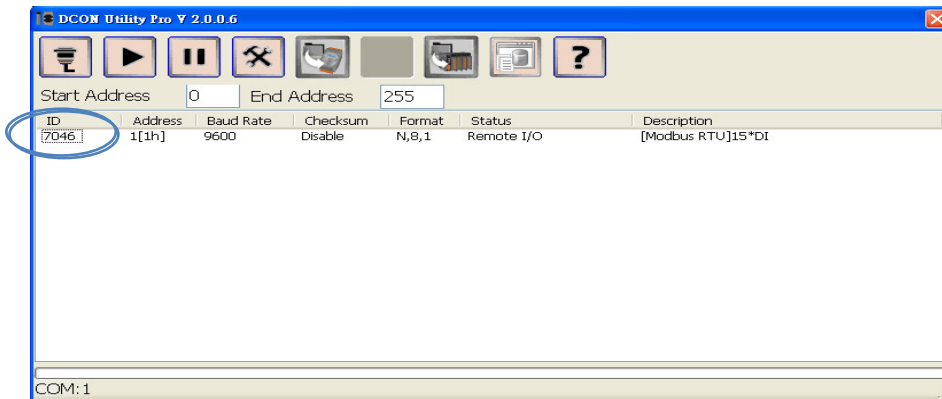 DCON Utility Pro V 2.0.0.6
?
Start Address 0 End Address 255
ID Address Baud Rate Checksum Format Status Description
7046 1[1h] 9600 Disable N,8,1 Remote I/O [Modbus RTU]15*DI
COM:1